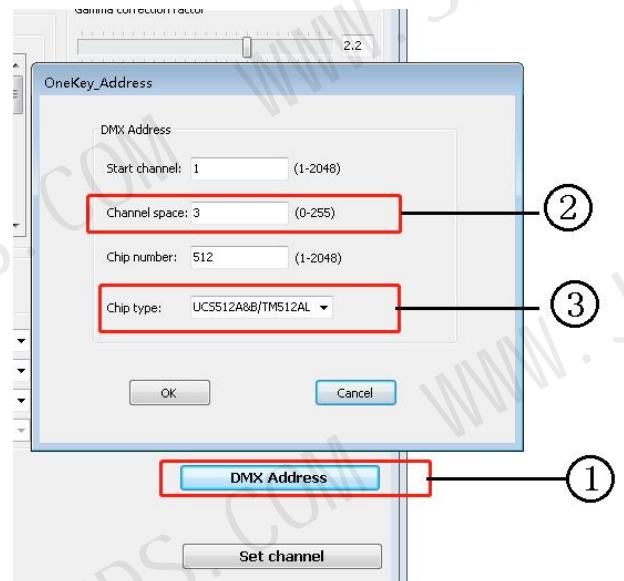 Gamma correction factor
2.2
OneKey_Address
DMX Address
Start channel: 1 (1-2048)
Channel space: 3 (0-255)
②
Chip number: 512 (1-2048)
Chip type: UCS512A&B/TM512AL
③
OK Cancel
DMX Address
①
Set channel